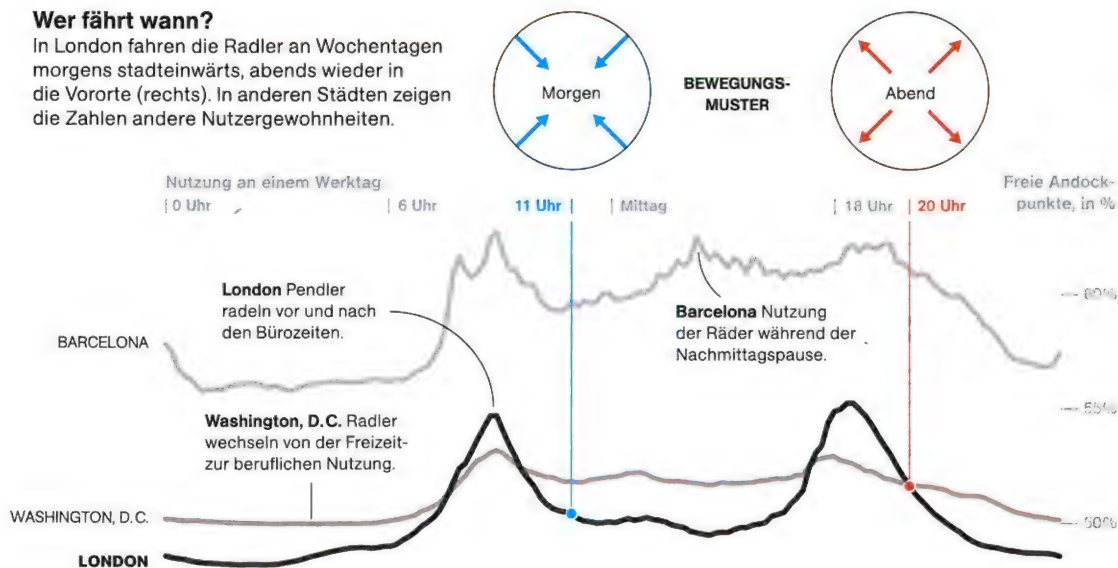 Wer fährt wann?
In London fahren die Radler an Wochentagen
morgens stadteinwärts, abends wieder in
die Vororte (rechts). In anderen Städten zeigen
die Zahlen andere Nutzergewohnheiten.
Morgen
BEWEGUNGS-
MUSTER
Abend
Nutzung an einem Werktag
Freie Andock-
punkte, in %
0 Uhr
6 Uhr
11 Uhr
Mittag
18 Uhr
20 Uhr
60%
London Pendler
radeln vor und nach
den Bürozeiten.
Barcelona Nutzung
der Räder während der
Nachmittagspause.
BARCELONA
55%
Washington, D.C. Radler
wechseln von der Freizeit-
zur beruflichen Nutzung.
WASHINGTON, D.C.
50%
LONDON